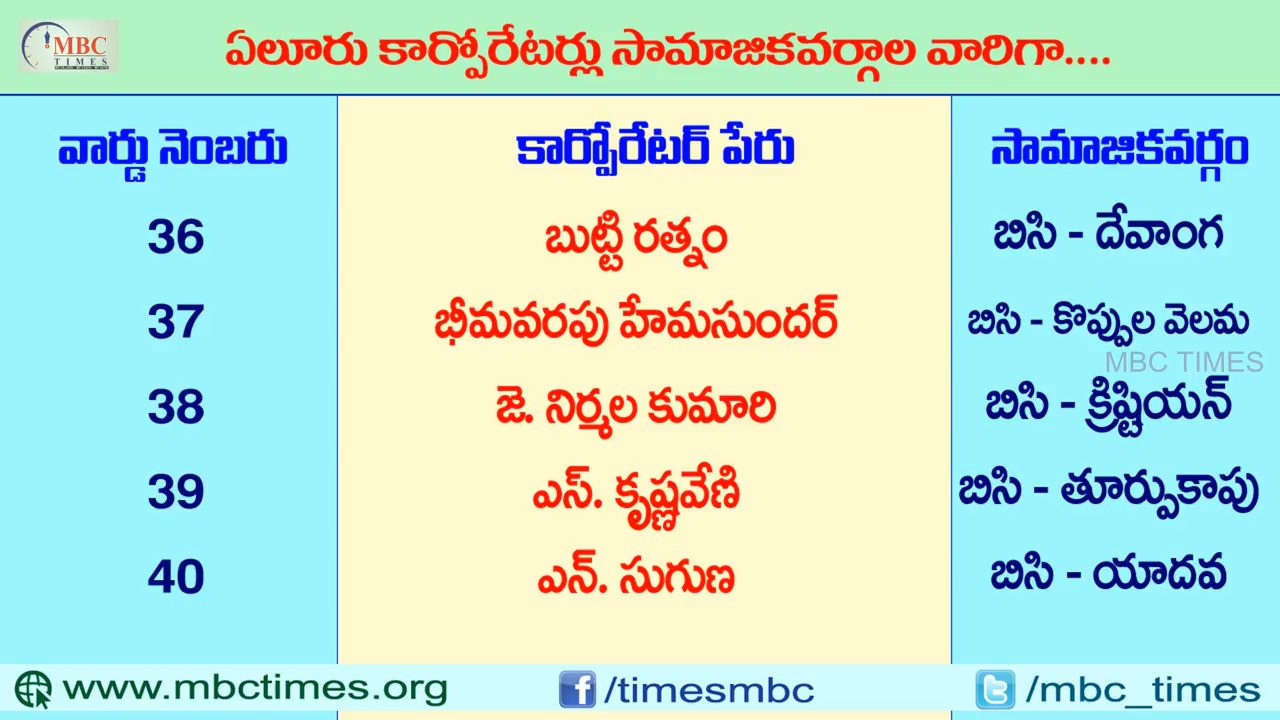 MBC
TIMES
ఏలూరు కార్పోరేటర్లు సామాజికవర్గాల వారిగా....
వార్డు నెంబరు కార్పోరేటర్ పేరు సామాజికవర్గం
36 బుట్టి రత్నం బిసి - దేవాంగ
37 భీమవరపు హేమసుందర్ బిసి - కొప్పుల వెలమ
MBC TIMES
38 జె. నిర్మల కుమారి బిసి - క్రిష్టియన్
39 ఎస్. కృష్ణవేణి బిసి - తూర్పుకాపు
40 ఎన్. సుగుణ బిసి - యాదవ
www.mbctimes.org /timesmbc /mbc_times